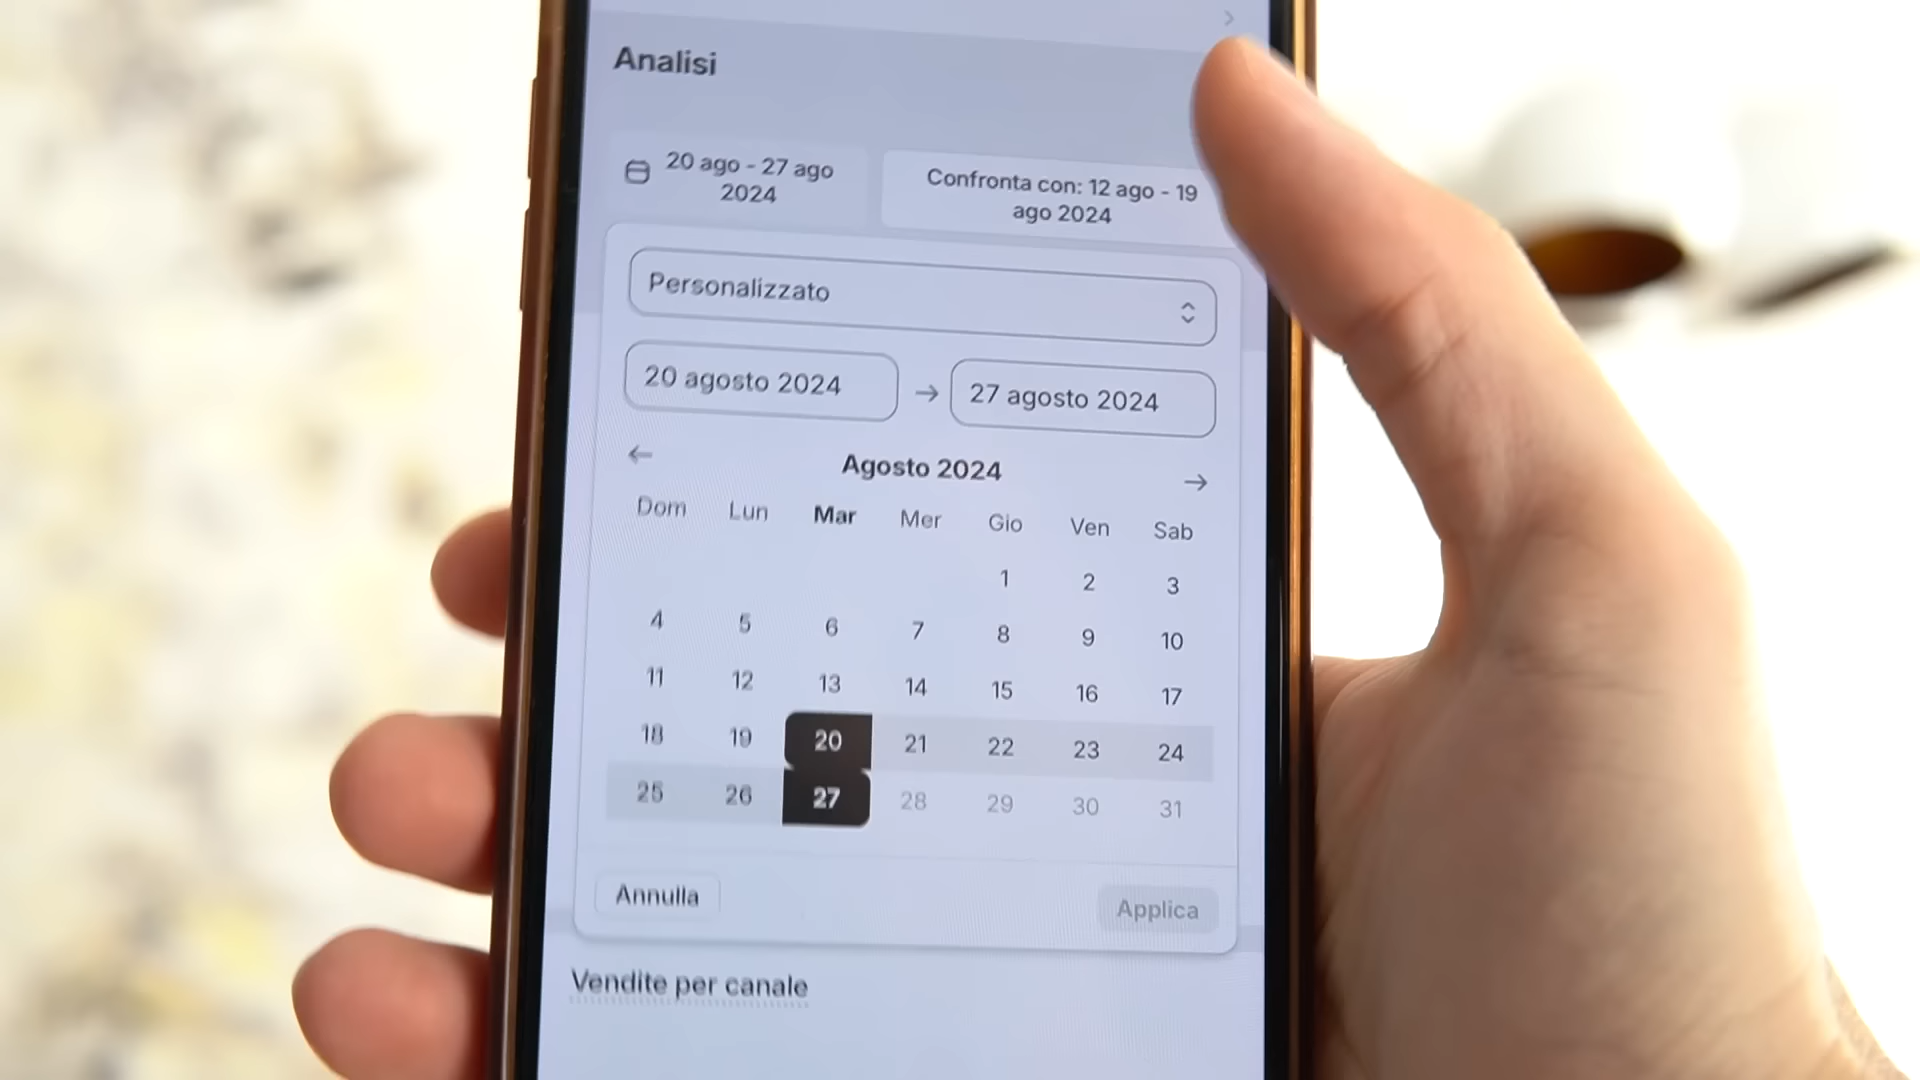 Analisi
20 ago - 27 ago
2024
Confronta con: 12 ago - 19
ago 2024
Personalizzato
20 agosto 2024 → 27 agosto 2024
← Agosto 2024 →
Dom Lun Mar Mer Gio Ven Sab
1 2 3
4 5 6 7 8 9 10
11 12 13 14 15 16 17
18 19 20 21 22 23 24
25 26 27 28 29 30 31
Annulla Applica
Vendite per canale